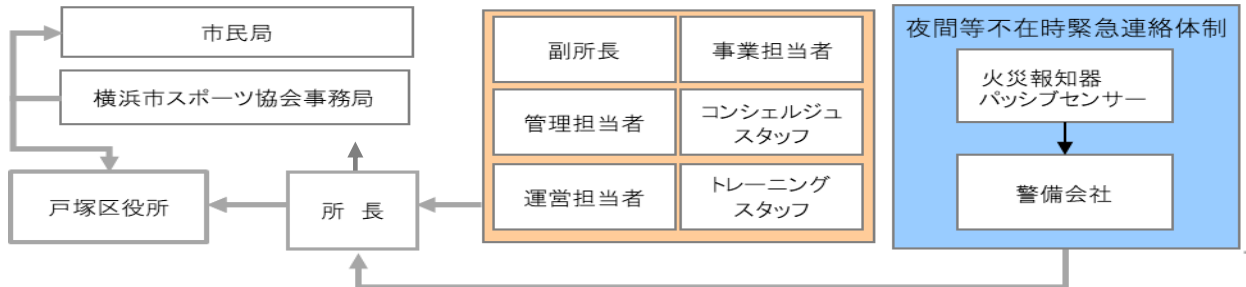 市民局
横浜市スポーツ協会事務局
戸塚区役所
所 長
副所長
事業担当者
管理担当者
コンシェルジュ
スタッフ
運営担当者
トレーニング
スタッフ
夜間等不在時緊急連絡体制
火災報知器
パッシブセンサー
警備会社